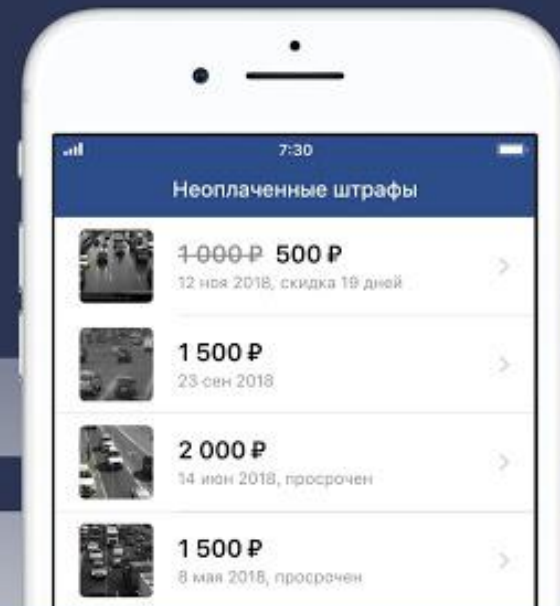 7:30
Неоплаченные штрафы
1 000 ₽ 500 ₽
12 ноя 2018, скидка 19 дней
1 500 ₽
23 сен 2018
2 000 ₽
14 июн 2018, просрочен
1 500 ₽
8 мая 2018, просрочен